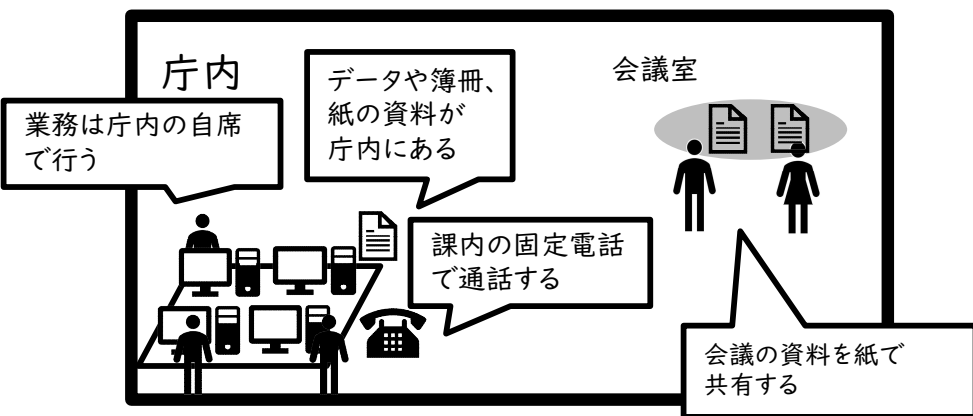 庁内
会議室
業務は庁内の自席
で行う
データや簿冊、
紙の資料が
庁内にある
課内の固定電話
で通話する
会議の資料を紙で
共有する